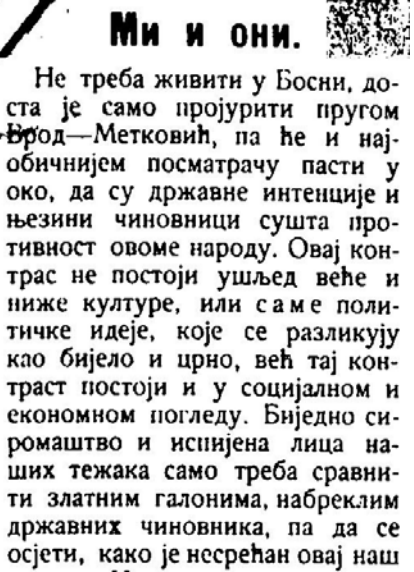 Ми и они.
Не треба живити у Босни, до-
ста је само пројурити пругом
Брод—Метковић, па ће и нај-
обичнијем посматрачу пасти у
око, да су државне интенције и
њезини чиновници сушта про-
тивност овоме народу. Овај кон-
трас не постоји ушљед веће и
ниже културе, или саме поли-
тичке идеје, које се разликују
као бијело и црно, већ тај кон-
траст постоји и у социјалном и
економном погледу. Биједно си-
ромаштво и испијена лица на-
ших тежака само треба сравни-
ти златним галонима, набреклим
државних чиновника, па да се
осјети, како је несрећан овај наш